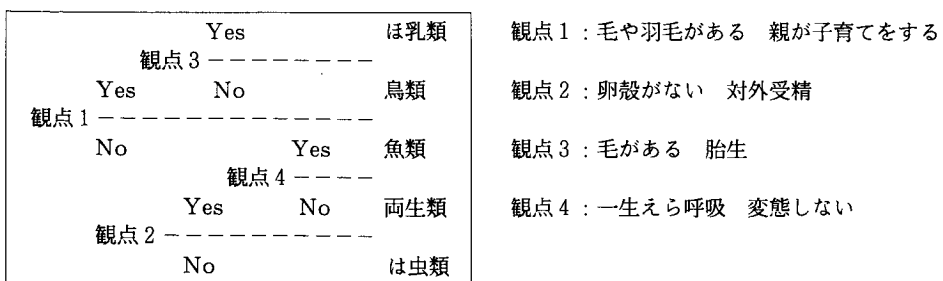 Yes ほ乳類
観点3 --------
Yes No 鳥類
観点1 -------------
No Yes 魚類
観点4 ----
Yes No 両生類
観点2 ----------
No は虫類
観点1：毛や羽毛がある 親が子育てをする
観点2：卵殻がない 対外受精
観点3：毛がある 胎生
観点4：一生えら呼吸 変態しない